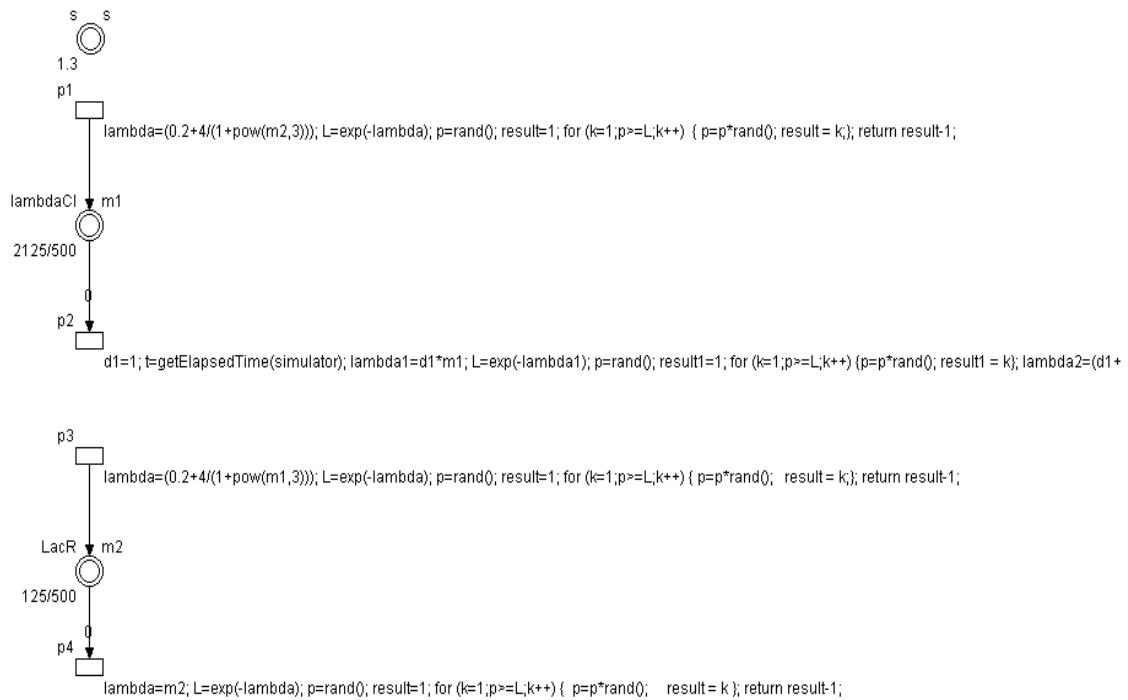 s s
1.3
p1
lambda=(0.2+4/(1+pow(m2,3))); L=exp(-lambda); p=rand(); result=1; for (k=1;p>=L;k++) { p=p*rand(); result = k;}; return result-1;
lambdaCI m1
2125/500
0
p2
d1=1; t=getElapsedTime(simulator); lambda1=d1*m1; L=exp(-lambda1); p=rand(); result1=1; for (k=1;p>=L;k++) {p=p*rand(); result1 = k}; lambda2=(d1+
p3
lambda=(0.2+4/(1+pow(m1,3))); L=exp(-lambda); p=rand(); result=1; for (k=1;p>=L;k++) { p=p*rand(); result = k;}; return result-1;
LacR m2
125/500
0
p4
lambda=m2; L=exp(-lambda); p=rand(); result=1; for (k=1;p>=L;k++) { p=p*rand(); result = k }; return result-1;